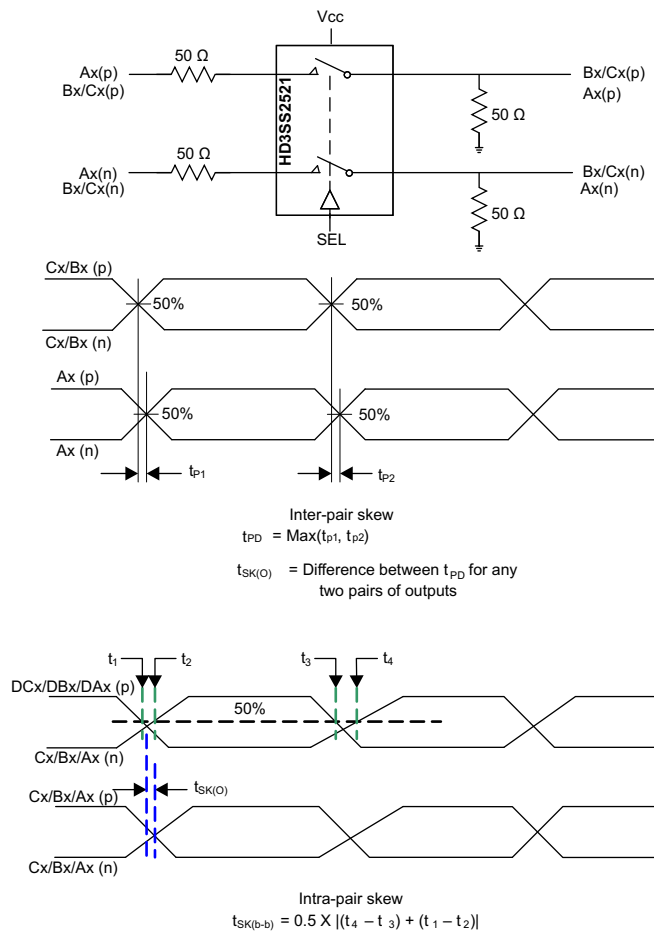 Vcc
50 Ω
Ax(p)
Bx/Cx(p)
Bx/Cx(p)
Ax(p)
50 Ω
HD3SS2521
50 Ω
Ax(n)
Bx/Cx(n)
Bx/Cx(n)
Ax(n)
50 Ω
SEL
Cx/Bx (p)
50%
50%
Cx/Bx (n)
Ax (p)
50%
50%
Ax (n)
tP1
tP2
Inter-pair skew
tPD = Max(tp1, tp2)
tSK(O) = Difference between tPD for any
two pairs of outputs
t1
t2
t3
t4
DCx/DBx/DAx (p)
50%
Cx/Bx/Ax (n)
Cx/Bx/Ax (p)
tSK(O)
Cx/Bx/Ax (n)
Intra-pair skew
tSK(b-b) = 0.5 X |(t4 – t3) + (t1 – t2)|